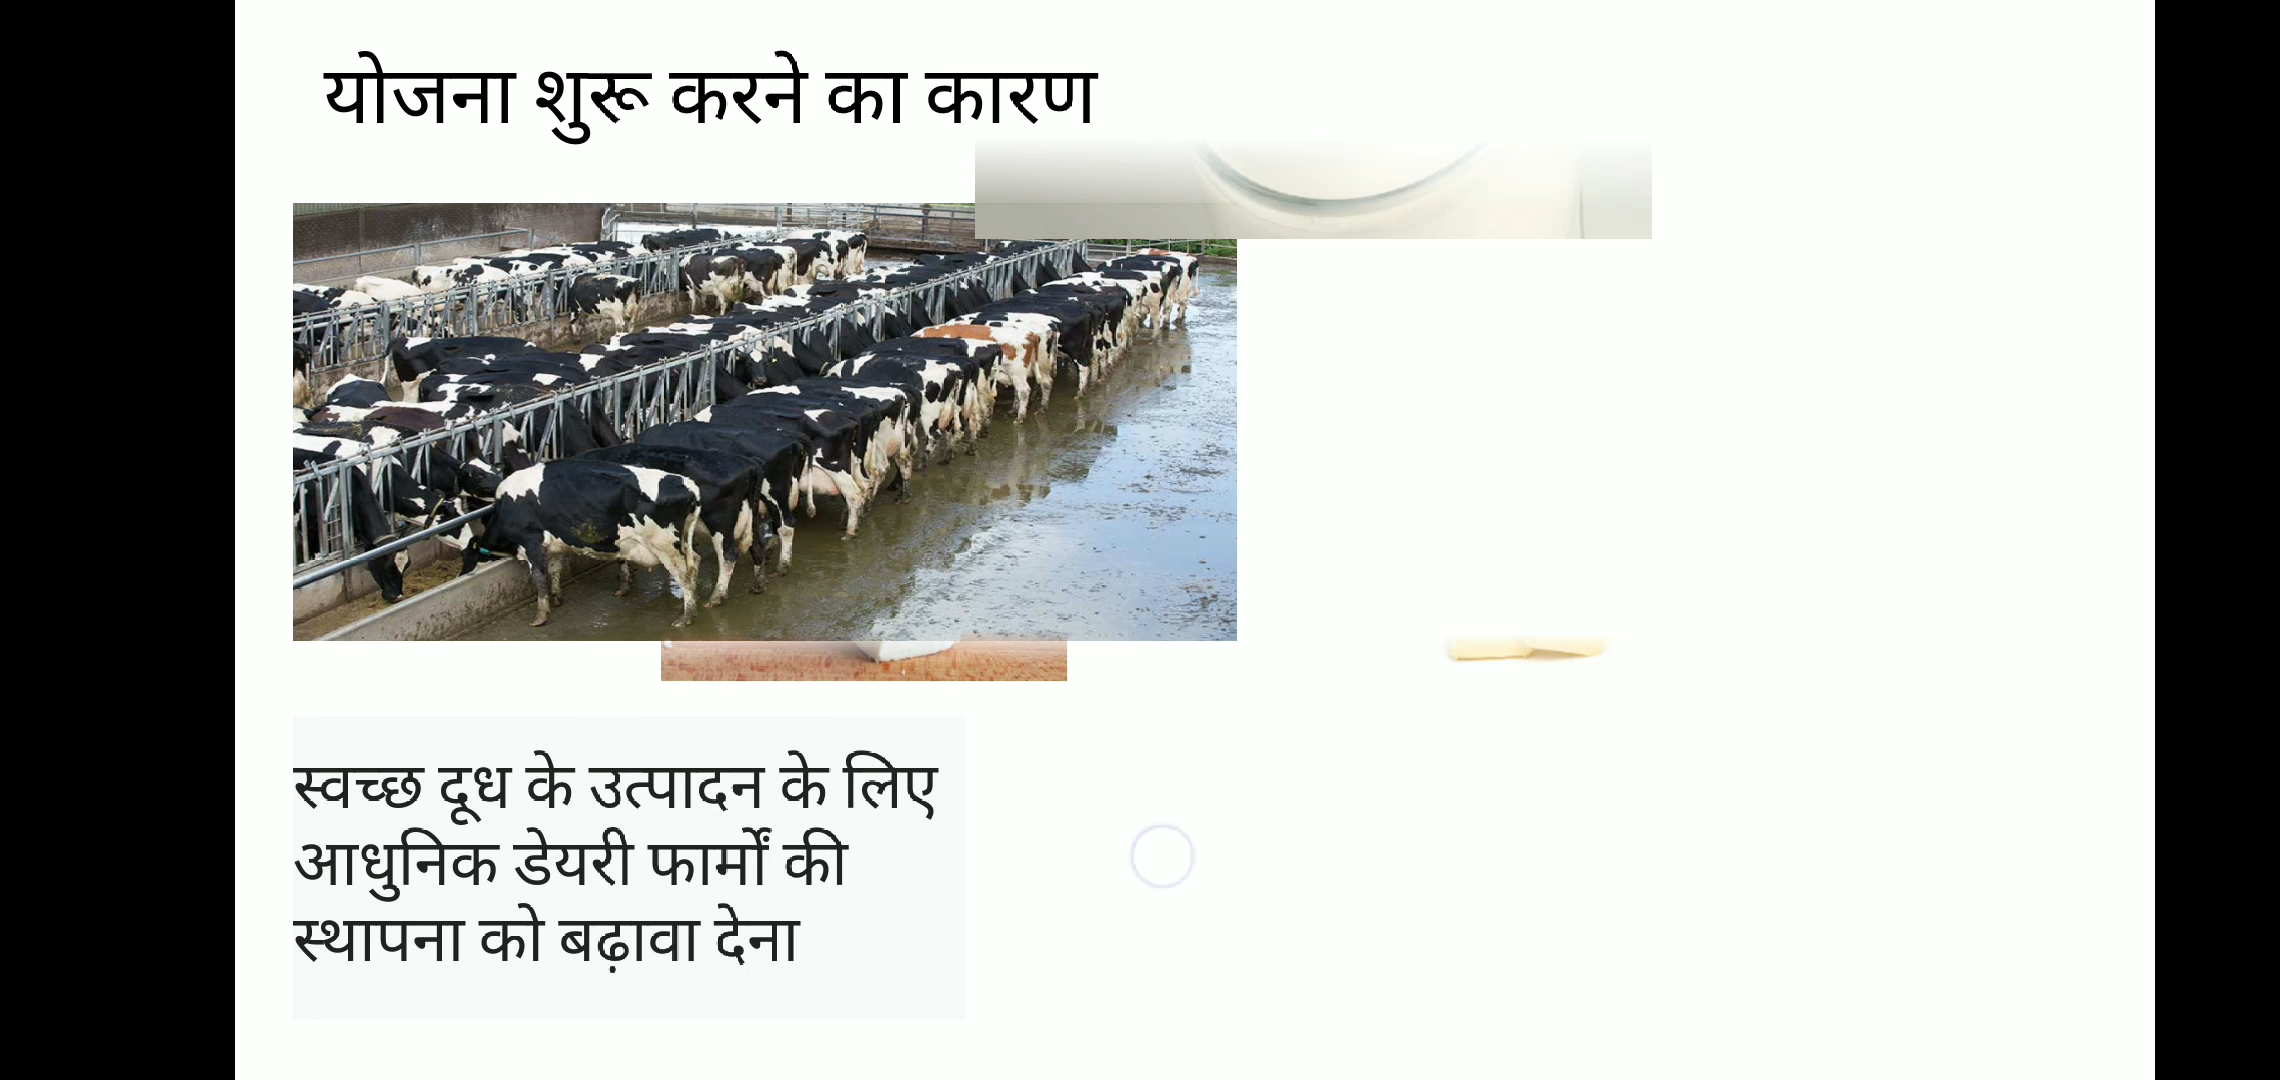 योजना शुरू करने का कारण
स्वच्छ दूध के उत्पादन के लिए
आधुनिक डेयरी फार्मों की
स्थापना को बढ़ावा देना